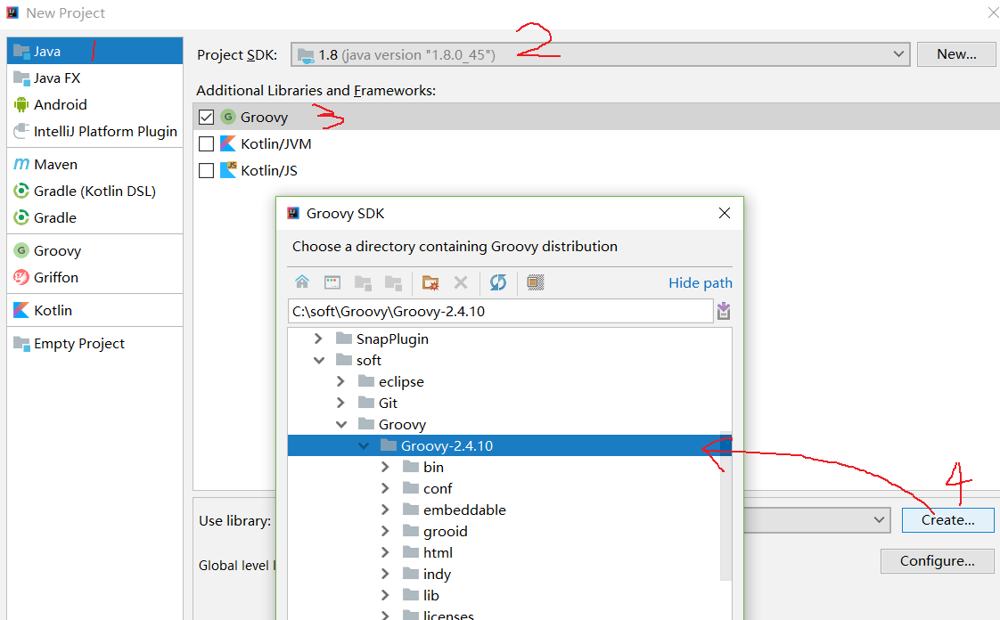 New Project
Java 1
Java FX
Android
IntelliJ Platform Plugin
Maven
Gradle (Kotlin DSL)
Gradle
Groovy
Griffon
Kotlin
Empty Project
Project SDK: 1.8 (java version "1.8.0_45") 2 New...
Additional Libraries and Frameworks:
G Groovy 3
Kotlin/JVM
JS Kotlin/JS
Groovy SDK
Choose a directory containing Groovy distribution
Hide path
C:\soft\Groovy\Groovy-2.4.10
SnapPlugin
soft
eclipse
Git
Groovy
Groovy-2.4.10
bin
conf
embeddable
grooid
html
indy
lib
licenses
4
Use library: Create...
Configure...
Global level